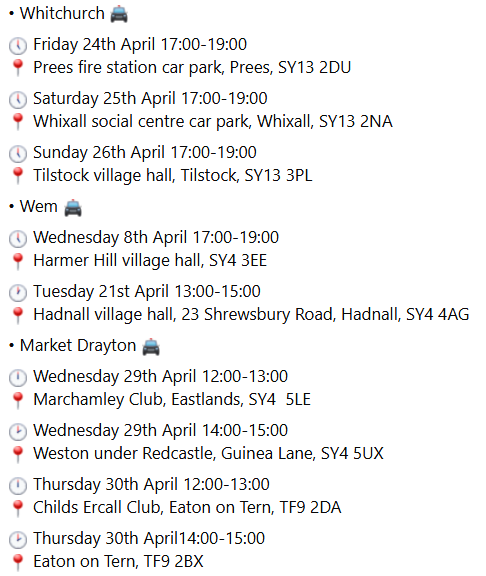 • Whitchurch 🚔
🕔 Friday 24th April 17:00-19:00
📍 Prees fire station car park, Prees, SY13 2DU
🕔 Saturday 25th April 17:00-19:00
📍 Whixall social centre car park, Whixall, SY13 2NA
🕔 Sunday 26th April 17:00-19:00
📍 Tilstock village hall, Tilstock, SY13 3PL
• Wem 🚔
🕔 Wednesday 8th April 17:00-19:00
📍 Harmer Hill village hall, SY4 3EE
🕐 Tuesday 21st April 13:00-15:00
📍 Hadnall village hall, 23 Shrewsbury Road, Hadnall, SY4 4AG
• Market Drayton 🚔
🕛 Wednesday 29th April 12:00-13:00
📍 Marchamley Club, Eastlands, SY4  5LE
🕑 Wednesday 29th April 14:00-15:00
📍 Weston under Redcastle, Guinea Lane, SY4 5UX
🕛 Thursday 30th April 12:00-13:00
📍 Childs Ercall Club, Eaton on Tern, TF9 2DA
🕑 Thursday 30th April14:00-15:00
📍 Eaton on Tern, TF9 2BX